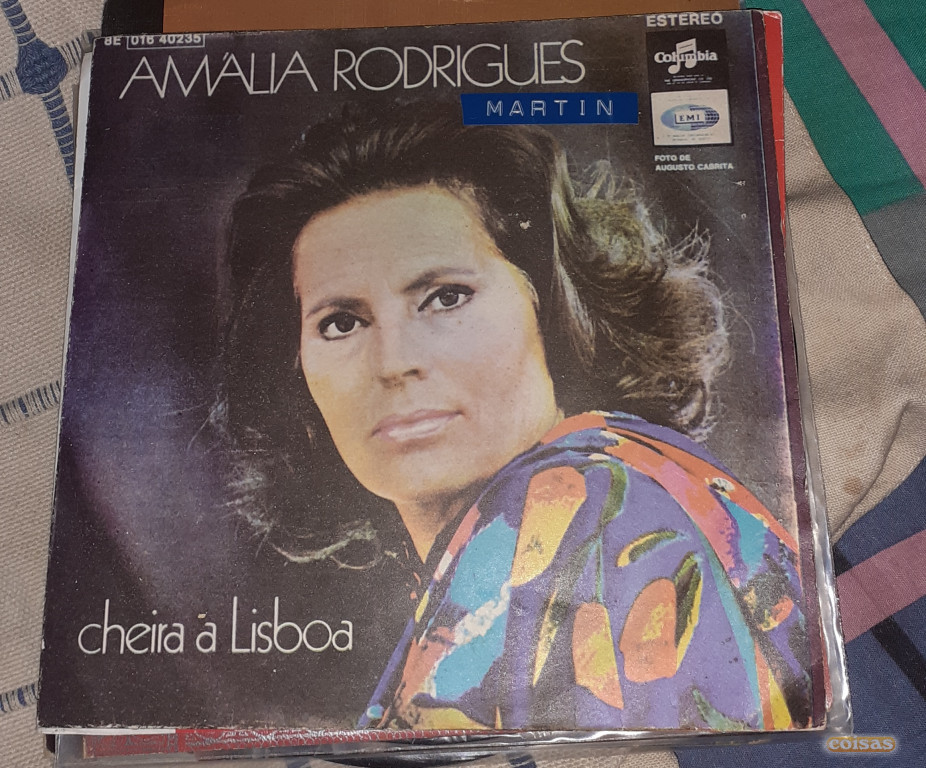 8E 016 40235
ESTEREO
AMÁLIA RODRIGUES
MARTIN
Columbia
EMI
FOTO DE
AUGUSTO CABRITA
cheira a Lisboa
coisas